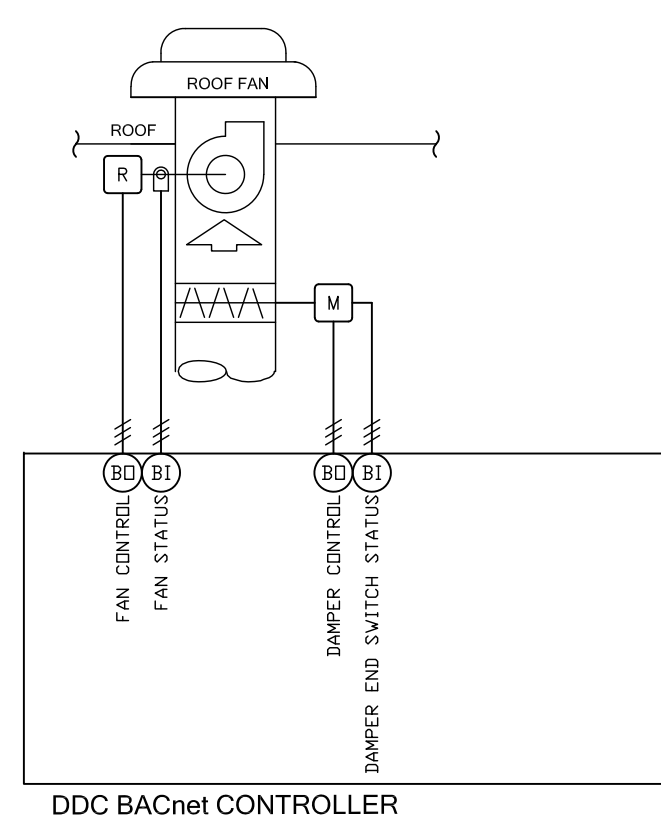 ROOF FAN
ROOF
R
M
BO
BI
BO
BI
FAN CONTROL
FAN STATUS
DAMPER CONTROL
DAMPER END SWITCH STATUS
DDC BACnet CONTROLLER